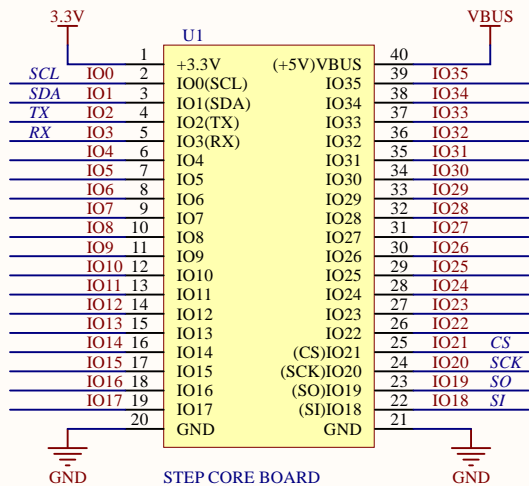 3.3V VBUS
U1
1 +3.3V (+5V)VBUS 40
SCL IO0 2 IO0(SCL) IO35 39 IO35
SDA IO1 3 IO1(SDA) IO34 38 IO34
TX IO2 4 IO2(TX) IO33 37 IO33
RX IO3 5 IO3(RX) IO32 36 IO32
IO4 6 IO4 IO31 35 IO31
IO5 7 IO5 IO30 34 IO30
IO6 8 IO6 IO29 33 IO29
IO7 9 IO7 IO28 32 IO28
IO8 10 IO8 IO27 31 IO27
IO9 11 IO9 IO26 30 IO26
IO10 12 IO10 IO25 29 IO25
IO11 13 IO11 IO24 28 IO24
IO12 14 IO12 IO23 27 IO23
IO13 15 IO13 IO22 26 IO22
IO14 16 IO14 (CS)IO21 25 IO21 CS
IO15 17 IO15 (SCK)IO20 24 IO20 SCK
IO16 18 IO16 (SO)IO19 23 IO19 SO
IO17 19 IO17 (SI)IO18 22 IO18 SI
20 GND GND 21
GND STEP CORE BOARD GND